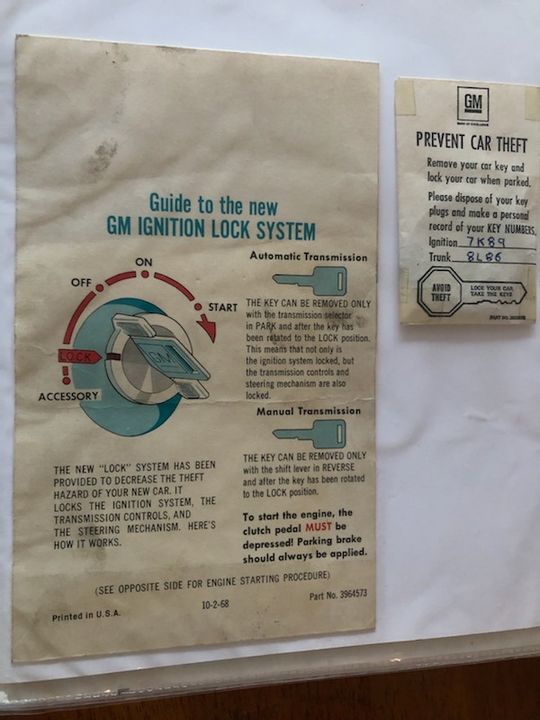 Guide to the new
GM IGNITION LOCK SYSTEM
ON
OFF
START
LOCK
GM
ACCESSORY
Automatic Transmission
THE KEY CAN BE REMOVED ONLY
with the transmission selector
in PARK and after the key has
been rotated to the LOCK position.
This means that not only is
the ignition system locked, but
the transmission controls and
steering mechanism are also
locked.
Manual Transmission
THE KEY CAN BE REMOVED ONLY
with the shift lever in REVERSE
and after the key has been rotated
to the LOCK position.
To start the engine, the
clutch pedal MUST be
depressed! Parking brake
should always be applied.
THE NEW "LOCK" SYSTEM HAS BEEN
PROVIDED TO DECREASE THE THEFT
HAZARD OF YOUR NEW CAR. IT
LOCKS THE IGNITION SYSTEM, THE
TRANSMISSION CONTROLS, AND
THE STEERING MECHANISM. HERE'S
HOW IT WORKS.
(SEE OPPOSITE SIDE FOR ENGINE STARTING PROCEDURE)
Printed in U.S.A.
10-2-68
Part No. 3964573
GM
MARK OF EXCELLENCE
PREVENT CAR THEFT
Remove your car key and
lock your car when parked.
Please dispose of your key
plugs and make a personal
record of your KEY NUMBERS.
Ignition 7K89
Trunk 8L86
AVOID
THEFT
LOCK YOUR CAR
TAKE THE KEYS
PART NO.